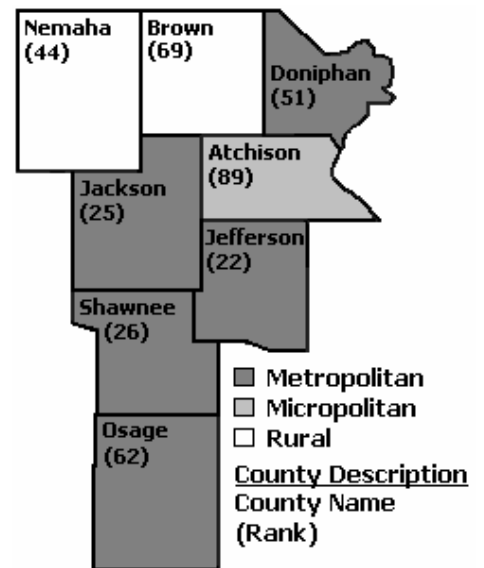 Nemaha
(44)
Brown
(69)
Doniphan
(51)
Atchison
(89)
Jackson
(25)
Jefferson
(22)
Shawnee
(26)
Osage
(62)
Metropolitan
Micropolitan
Rural
County Description
County Name
(Rank)